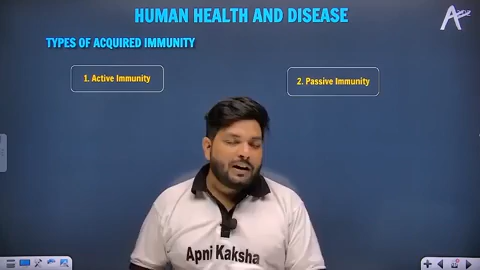 HUMAN HEALTH AND DISEASE
TYPES OF ACQUIRED IMMUNITY
1. Active Immunity
2. Passive Immunity
Apni Kaksha